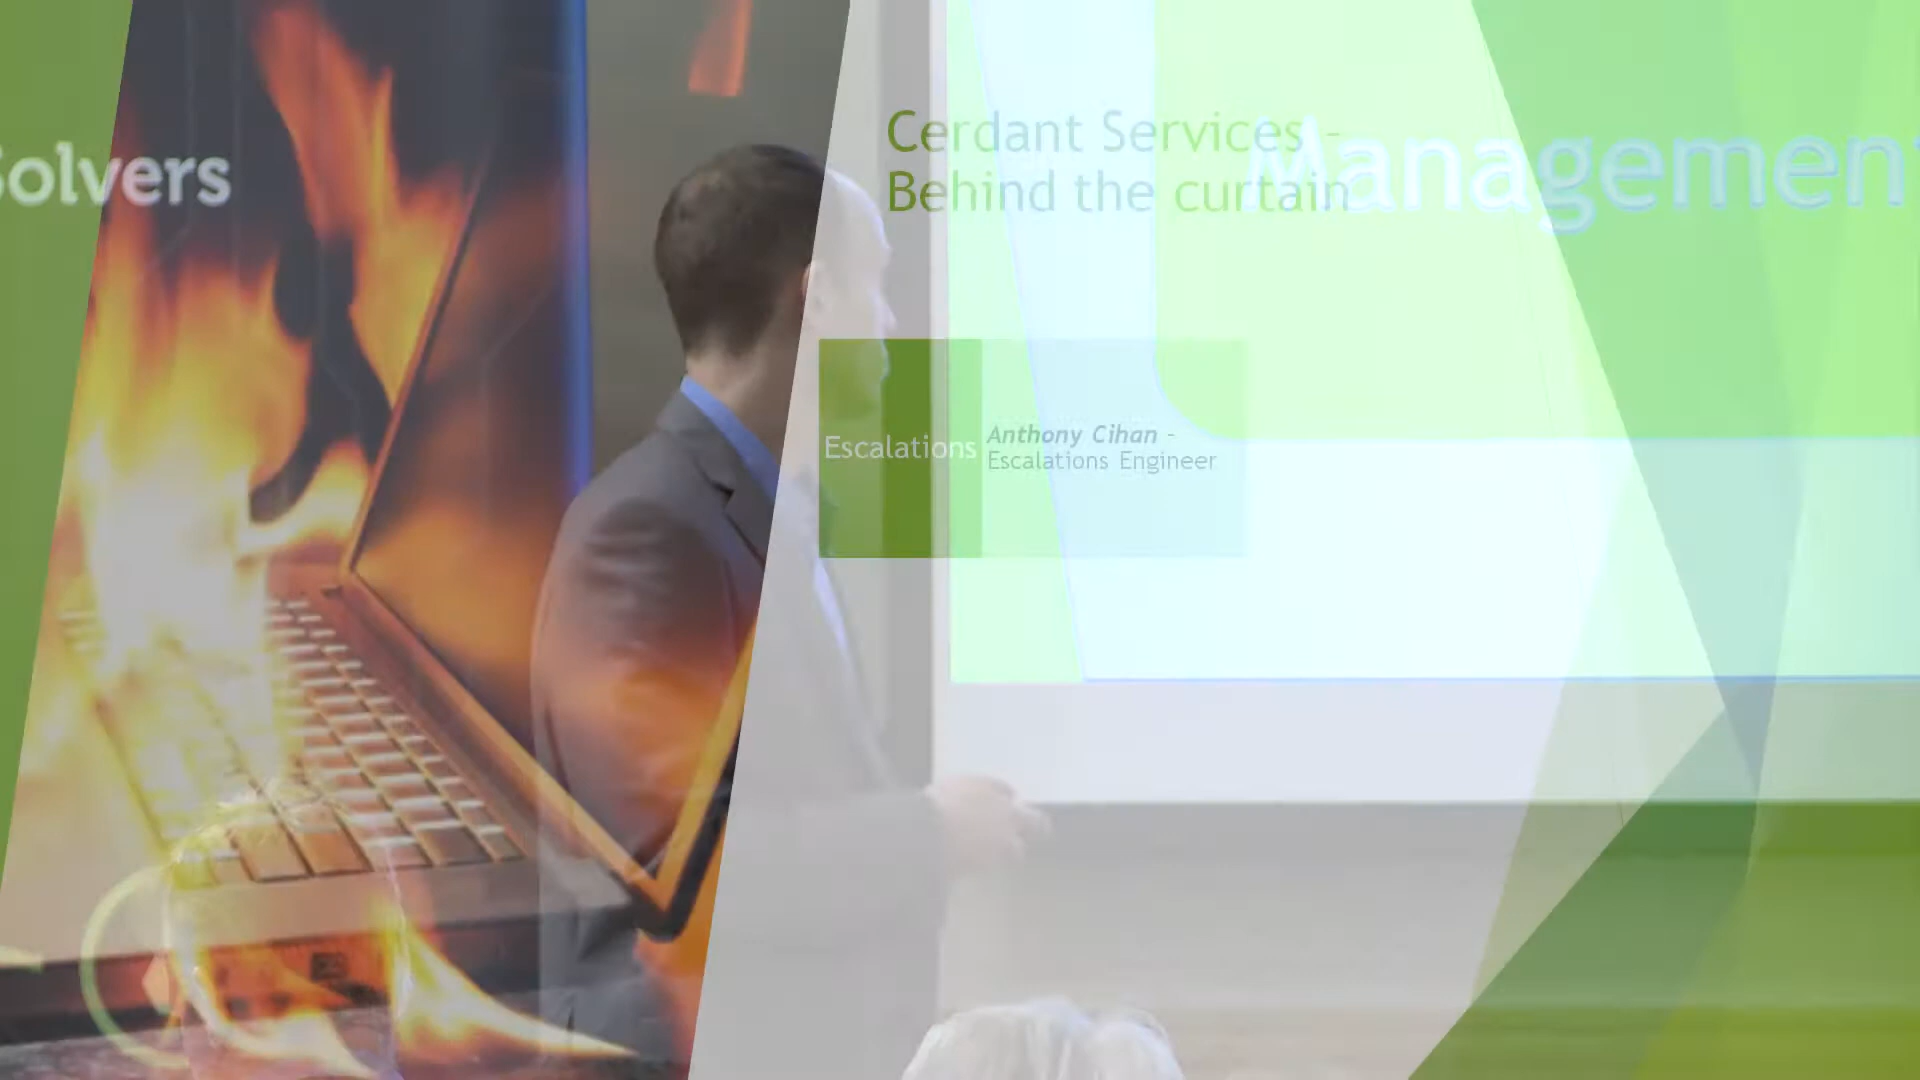 Solvers
Cerdant Services -
Behind the curtain
Management
Escalations
Anthony Cihan -
Escalations Engineer